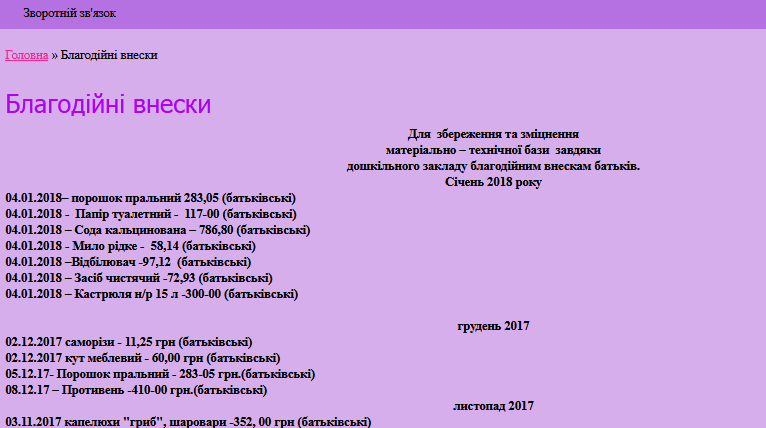 Зворотній зв'язок
Головна » Благодійні внески
Благодійні внески
Для збереження та зміцнення
матеріально – технічної бази завдяки
дошкільного закладу благодійним внескам батьків.
Січень 2018 року
04.01.2018– порошок пральний 283,05 (батьківські)
04.01.2018 - Папір туалетний - 117-00 (батьківські)
04.01.2018 – Сода кальцинована – 786,80 (батьківські)
04.01.2018 - Мило рідке - 58,14 (батьківські)
04.01.2018 –Відбілювач -97,12 (батьківські)
04.01.2018 – Засіб чистячий -72,93 (батьківські)
04.01.2018 – Кастрюля н/р 15 л -300-00 (батьківські)
грудень 2017
02.12.2017 саморізи - 11,25 грн (батьківські)
02.12.2017 кут меблевий - 60,00 грн (батьківські)
05.12.17- Порошок пральний - 283-05 грн.(батьківські)
08.12.17 – Противень -410-00 грн.(батьківські)
листопад 2017
03.11.2017 капелюхи "гриб", шаровари -352, 00 грн (батьківські)